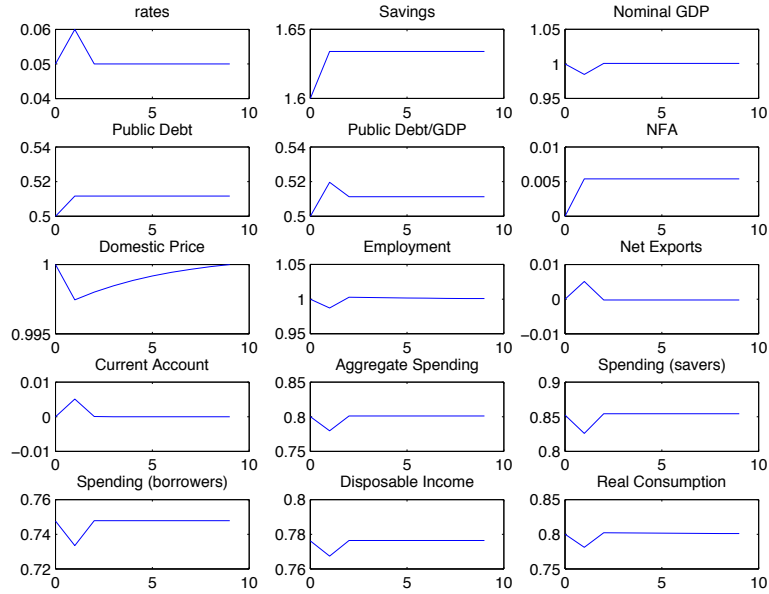 rates
Savings
Nominal GDP
0.06
0.05
0.04
0 5 10
1.65
1.6
0 5 10
1.05
1
0.95
0 5 10
Public Debt
Public Debt/GDP
NFA
0.54
0.52
0.5
0 5 10
0.54
0.52
0.5
0 5 10
0.01
0.005
0
0 5 10
Domestic Price
Employment
Net Exports
1
0.995
0 5 10
1.05
1
0.95
0 5 10
0.01
0
−0.01
0 5 10
Current Account
Aggregate Spending
Spending (savers)
0.01
0
−0.01
0 5 10
0.85
0.8
0.75
0 5 10
0.9
0.85
0.8
0 5 10
Spending (borrowers)
Disposable Income
Real Consumption
0.76
0.74
0.72
0 5 10
0.8
0.78
0.76
0 5 10
0.85
0.8
0.75
0 5 10